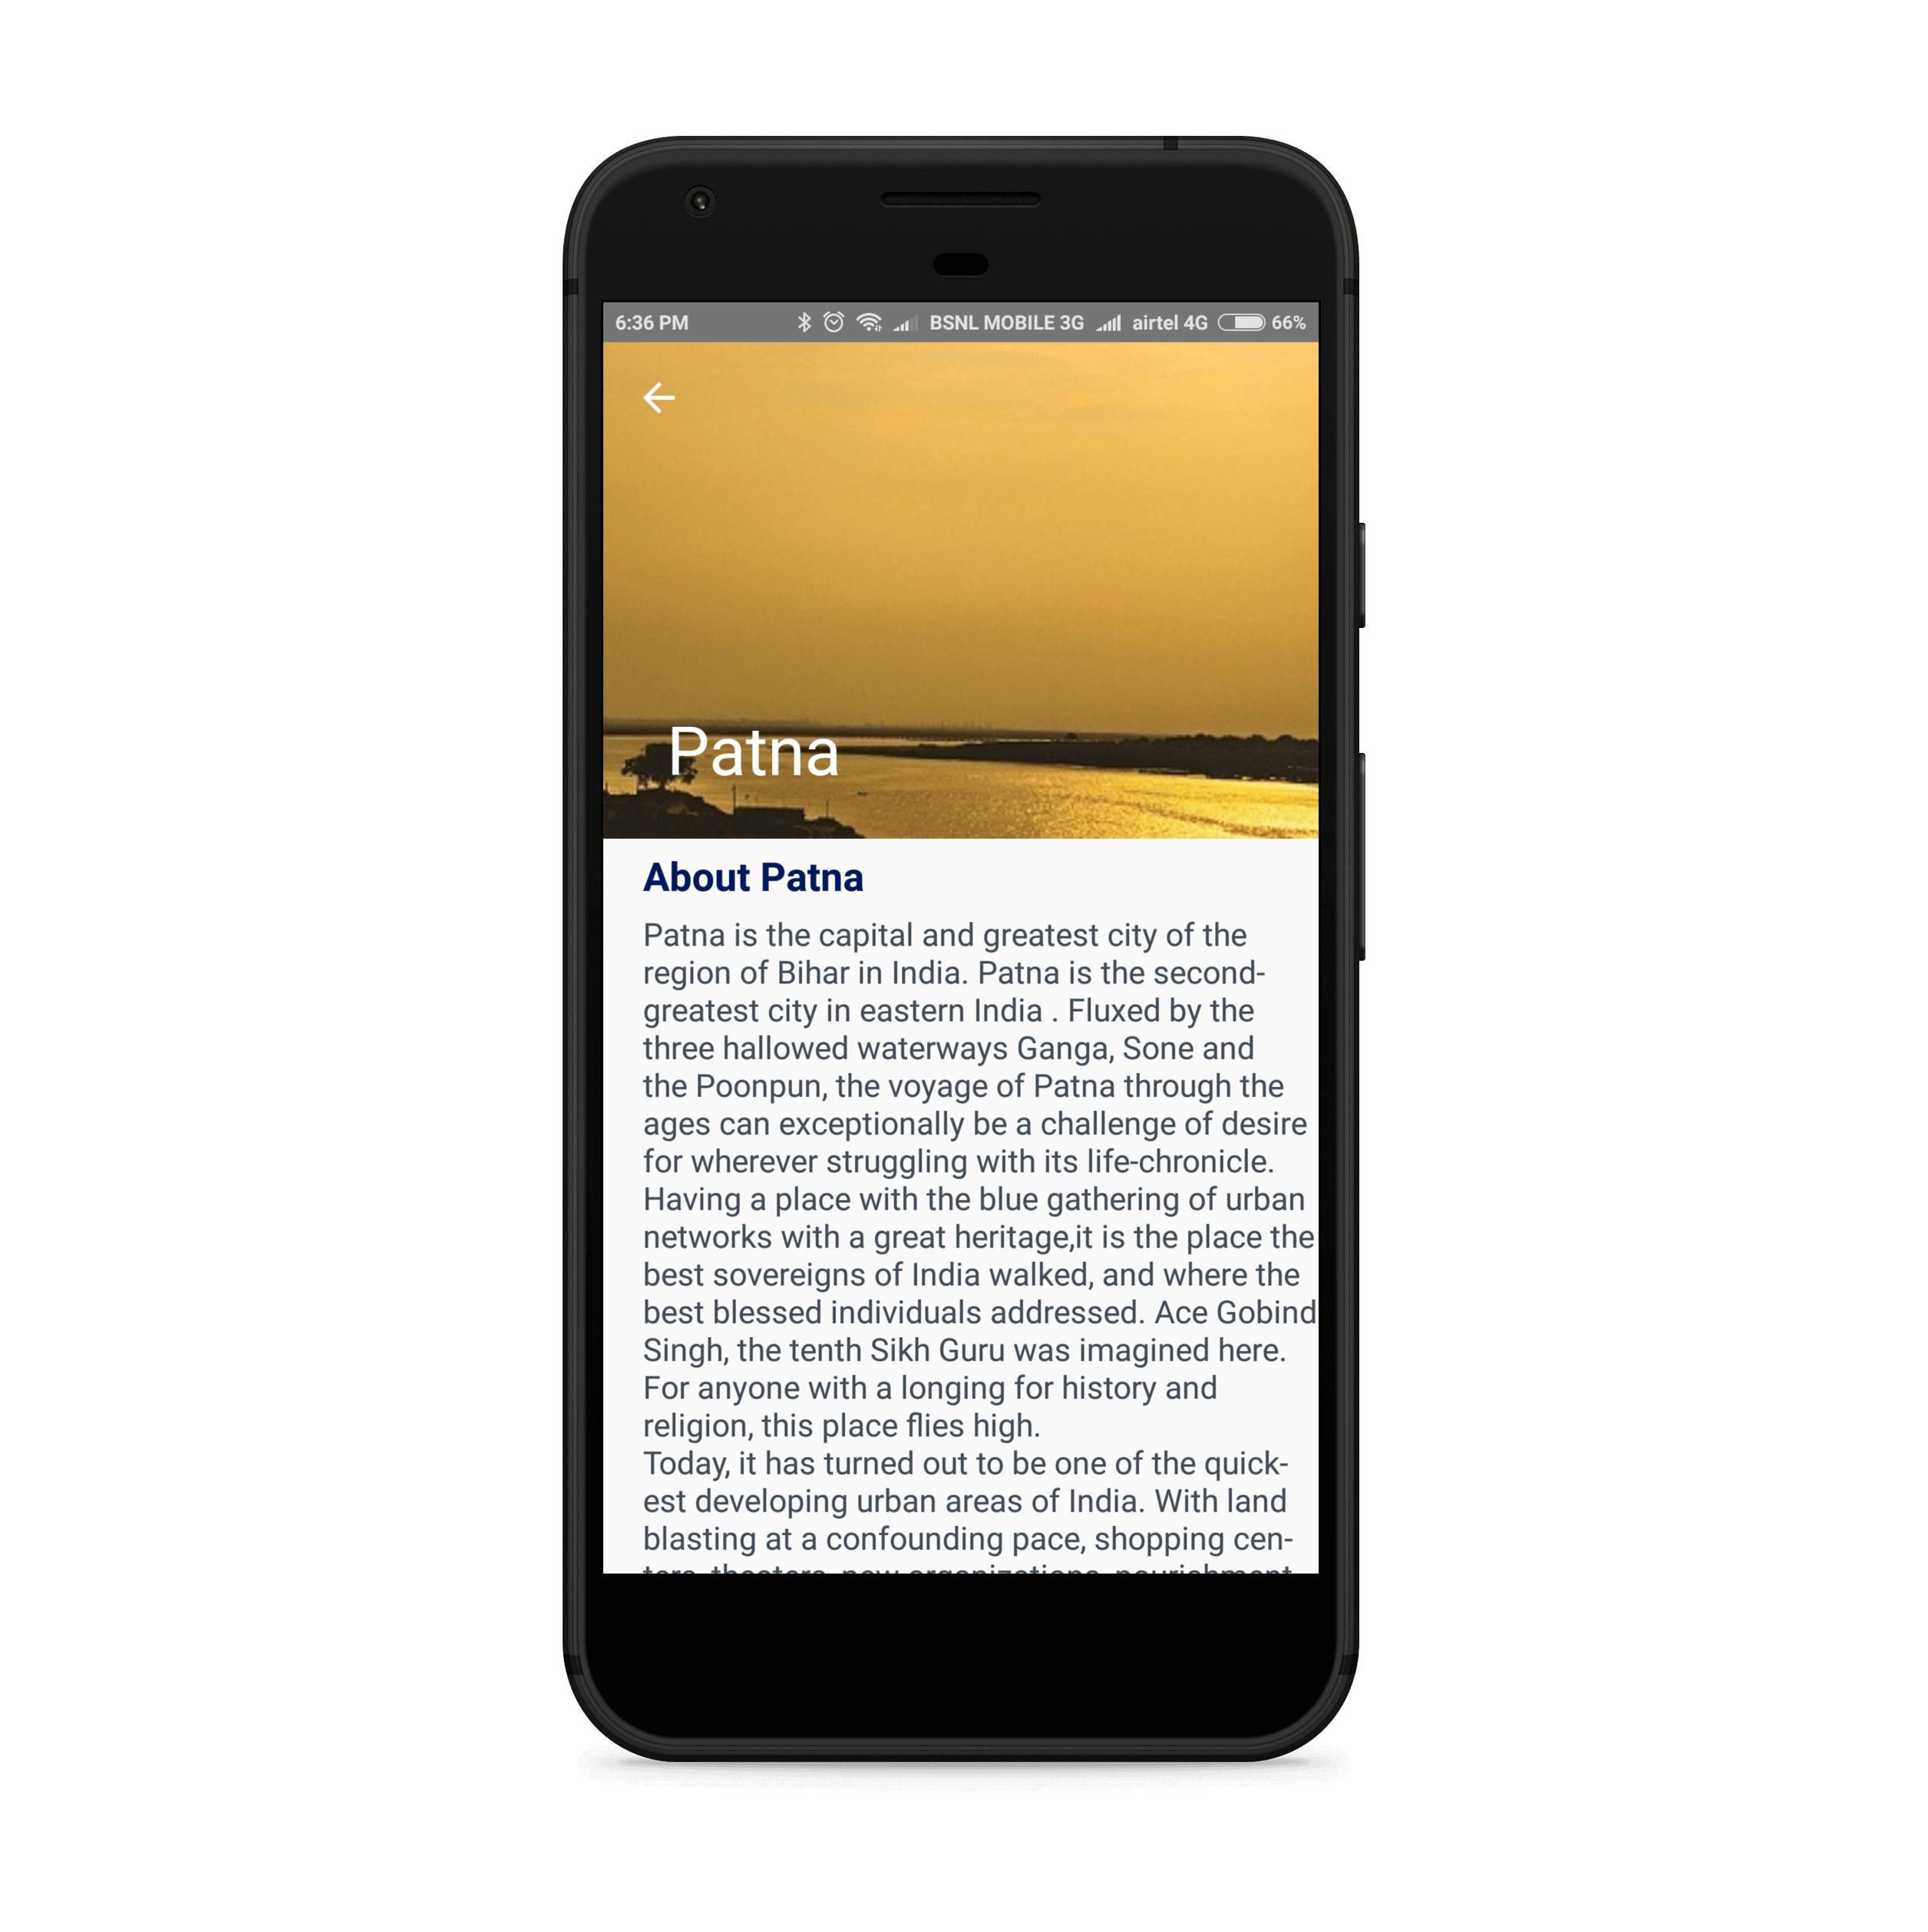 6:36 PM BSNL MOBILE 3G airtel 4G 66%
Patna
About Patna
Patna is the capital and greatest city of the
region of Bihar in India. Patna is the second-
greatest city in eastern India . Fluxed by the
three hallowed waterways Ganga, Sone and
the Poonpun, the voyage of Patna through the
ages can exceptionally be a challenge of desire
for wherever struggling with its life-chronicle.
Having a place with the blue gathering of urban
networks with a great heritage,it is the place the
best sovereigns of India walked, and where the
best blessed individuals addressed. Ace Gobind
Singh, the tenth Sikh Guru was imagined here.
For anyone with a longing for history and
religion, this place flies high.
Today, it has turned out to be one of the quick-
est developing urban areas of India. With land
blasting at a confounding pace, shopping cen-
ters, theaters, new organizations, nourishment